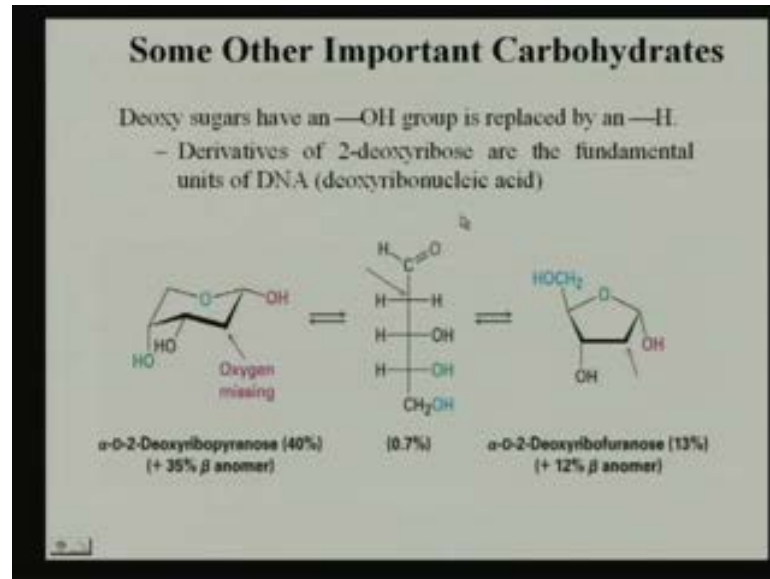 Some Other Important Carbohydrates
Deoxy sugars have an—OH group is replaced by an—H.
– Derivatives of 2-deoxyribose are the fundamental
units of DNA (deoxyribonucleic acid)
O
OH
HO
HO
Oxygen
missing
H
O
C
H
H
H
OH
H
OH
CH₂OH
HOCH₂
O
OH
OH
α-D-2-Deoxyribopyranose (40%)
(+ 35% β anomer)
(0.7%)
α-D-2-Deoxyribofuranose (13%)
(+ 12% β anomer)